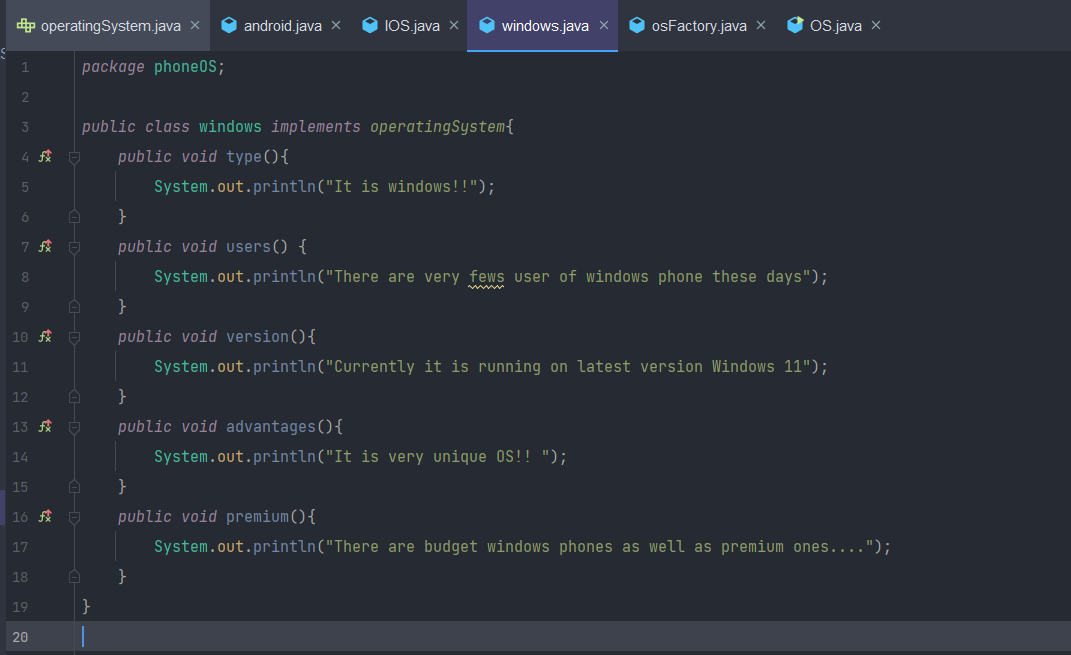 operatingSystem.java × android.java × IOS.java × windows.java × osFactory.java × OS.java ×
1 package phoneOS;
2
3 public class windows implements operatingSystem{
4 public void type(){
5 System.out.println("It is windows!!");
6 }
7 public void users() {
8 System.out.println("There are very fews user of windows phone these days");
9 }
10 public void version(){
11 System.out.println("Currently it is running on latest version Windows 11");
12 }
13 public void advantages(){
14 System.out.println("It is very unique OS!! ");
15 }
16 public void premium(){
17 System.out.println("There are budget windows phones as well as premium ones....");
18 }
19 }
20